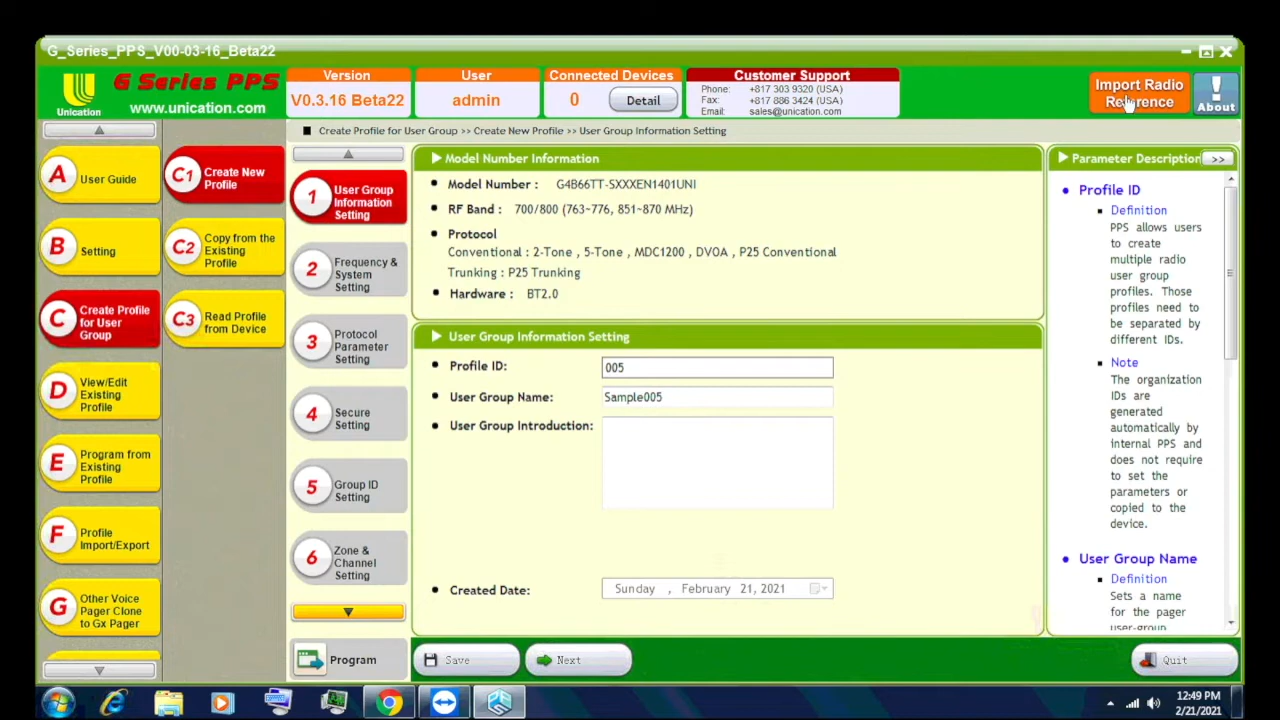 G_Series_PPS_V00-03-16_Beta22
Unication
G Series PPS
www.unication.com
Version
V0.3.16 Beta22
User
admin
Connected Devices
0
Detail
Customer Support
Phone: +817 303 9320 (USA)
Fax: +817 886 3424 (USA)
Email: sales@unication.com
Import Radio
Reference
!
About
Create Profile for User Group >> Create New Profile >> User Group Information Setting
A
User Guide
B
Setting
C
Create Profile
for User
Group
D
View/Edit
Existing
Profile
E
Program from
Existing
Profile
F
Profile
Import/Export
G
Other Voice
Pager Clone
to Gx Pager
C1
Create New
Profile
C2
Copy from the
Existing
Profile
C3
Read Profile
from Device
1
User Group
Information
Setting
2
Frequency &
System
Setting
3
Protocol
Parameter
Setting
4
Secure
Setting
5
Group ID
Setting
6
Zone &
Channel
Setting
Program
Model Number Information
Model Number : G4B66TT-SXXXEN1401UNI
RF Band : 700/800 (763~776, 851~870 MHz)
Protocol
Conventional : 2-Tone , 5-Tone , MDC1200 , DVOA , P25 Conventional
Trunking : P25 Trunking
Hardware : BT2.0
User Group Information Setting
Profile ID: 005
User Group Name: Sample005
User Group Introduction:
Created Date: Sunday , February 21, 2021
Save
Next
Quit
Parameter Description
>>
Profile ID
Definition
PPS allows users
to create
multiple radio
user group
profiles. Those
profiles need to
be separated by
different IDs.
Note
The organization
IDs are
generated
automatically by
internal PPS and
does not require
to set the
parameters or
copied to the
device.
User Group Name
Definition
Sets a name
for the pager
user-group
12:49 PM
2/21/2021